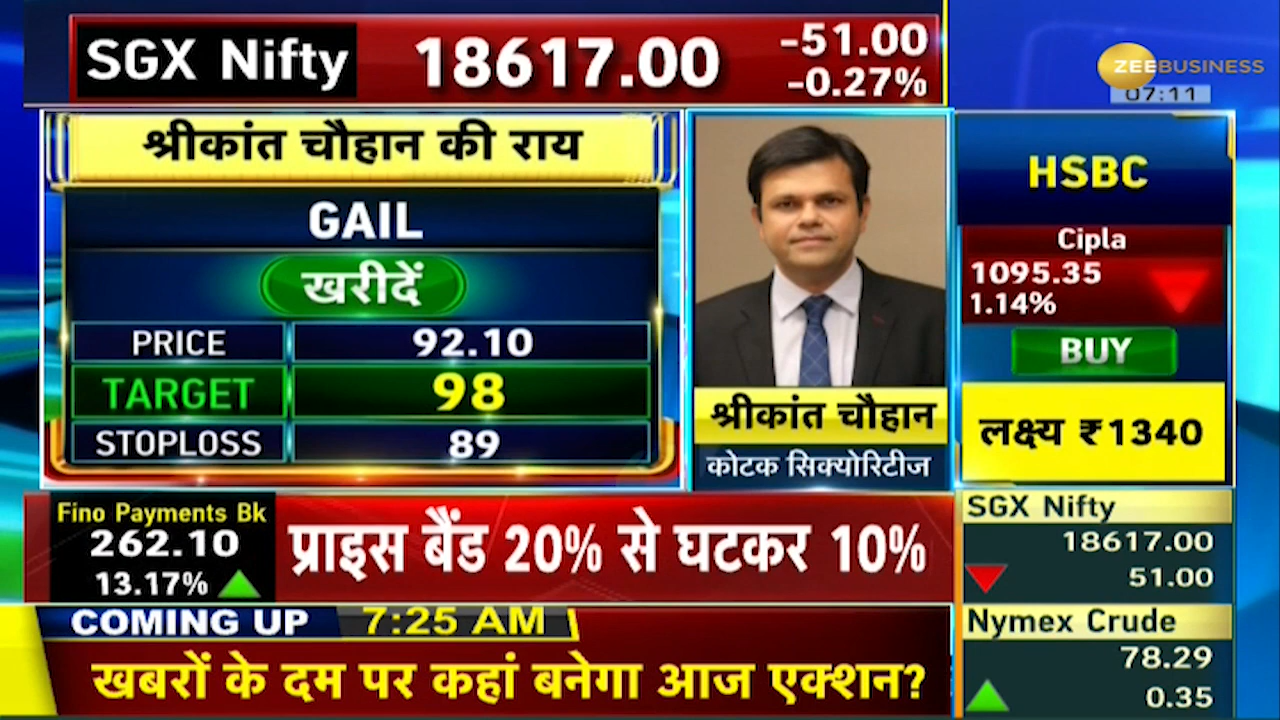 SGX Nifty 18617.00 -51.00
-0.27%
ZEEBUSINESS
07:11
श्रीकांत चौहान की राय
GAIL
खरीदें
PRICE 92.10
TARGET 98
STOPLOSS 89
श्रीकांत चौहान
कोटक सिक्योरिटीज
HSBC
Cipla
1095.35
1.14%
BUY
लक्ष्य ₹1340
Fino Payments Bk
262.10
13.17%
प्राइस बैंड 20% से घटकर 10%
SGX Nifty
18617.00
51.00
Nymex Crude
78.29
0.35
COMING UP 7:25 AM
खबरों के दम पर कहां बनेगा आज एक्शन?